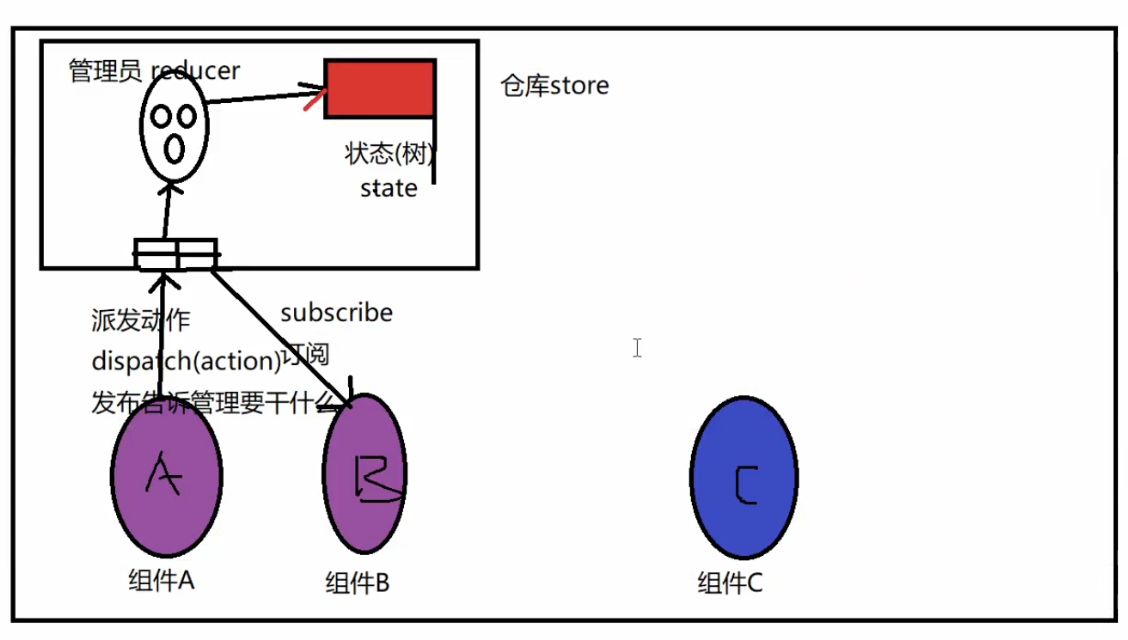 管理员 reducer
仓库store
状态(树)
state
派发动作
dispatch(action)
发布告诉管理要干什么
subscribe
订阅
A
B
C
组件A
组件B
组件C